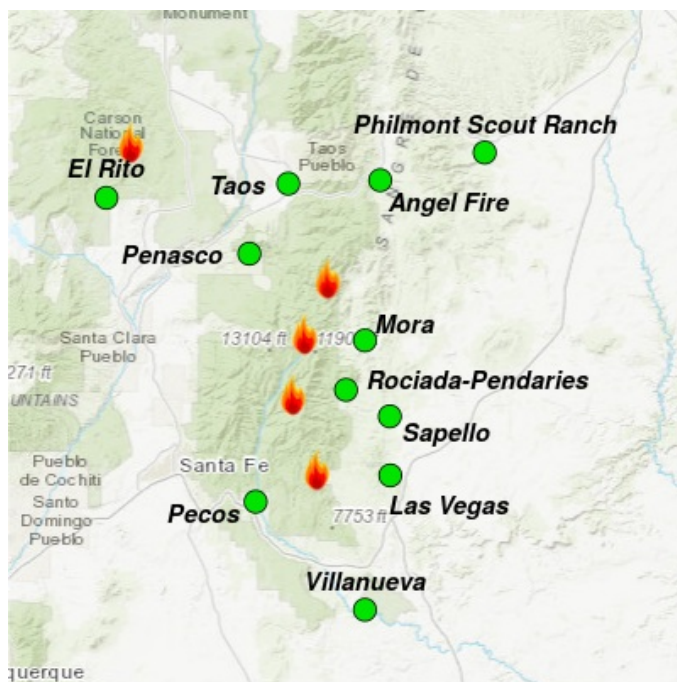 Monument
Carson
National
Philmont Scout Ranch
Taos
Pueblo
El Rito
Taos
Angel Fire
Penasco
Mora
13104 ft
Santa Clara
Pueblo
271 ft
Rociada-Pendaries
UNTAINS
Sapello
Pueblo
de Cochiti
Santa Fe
Las Vegas
Santo
Domingo
Pueblo
Pecos
7753 ft
Villanueva
querque